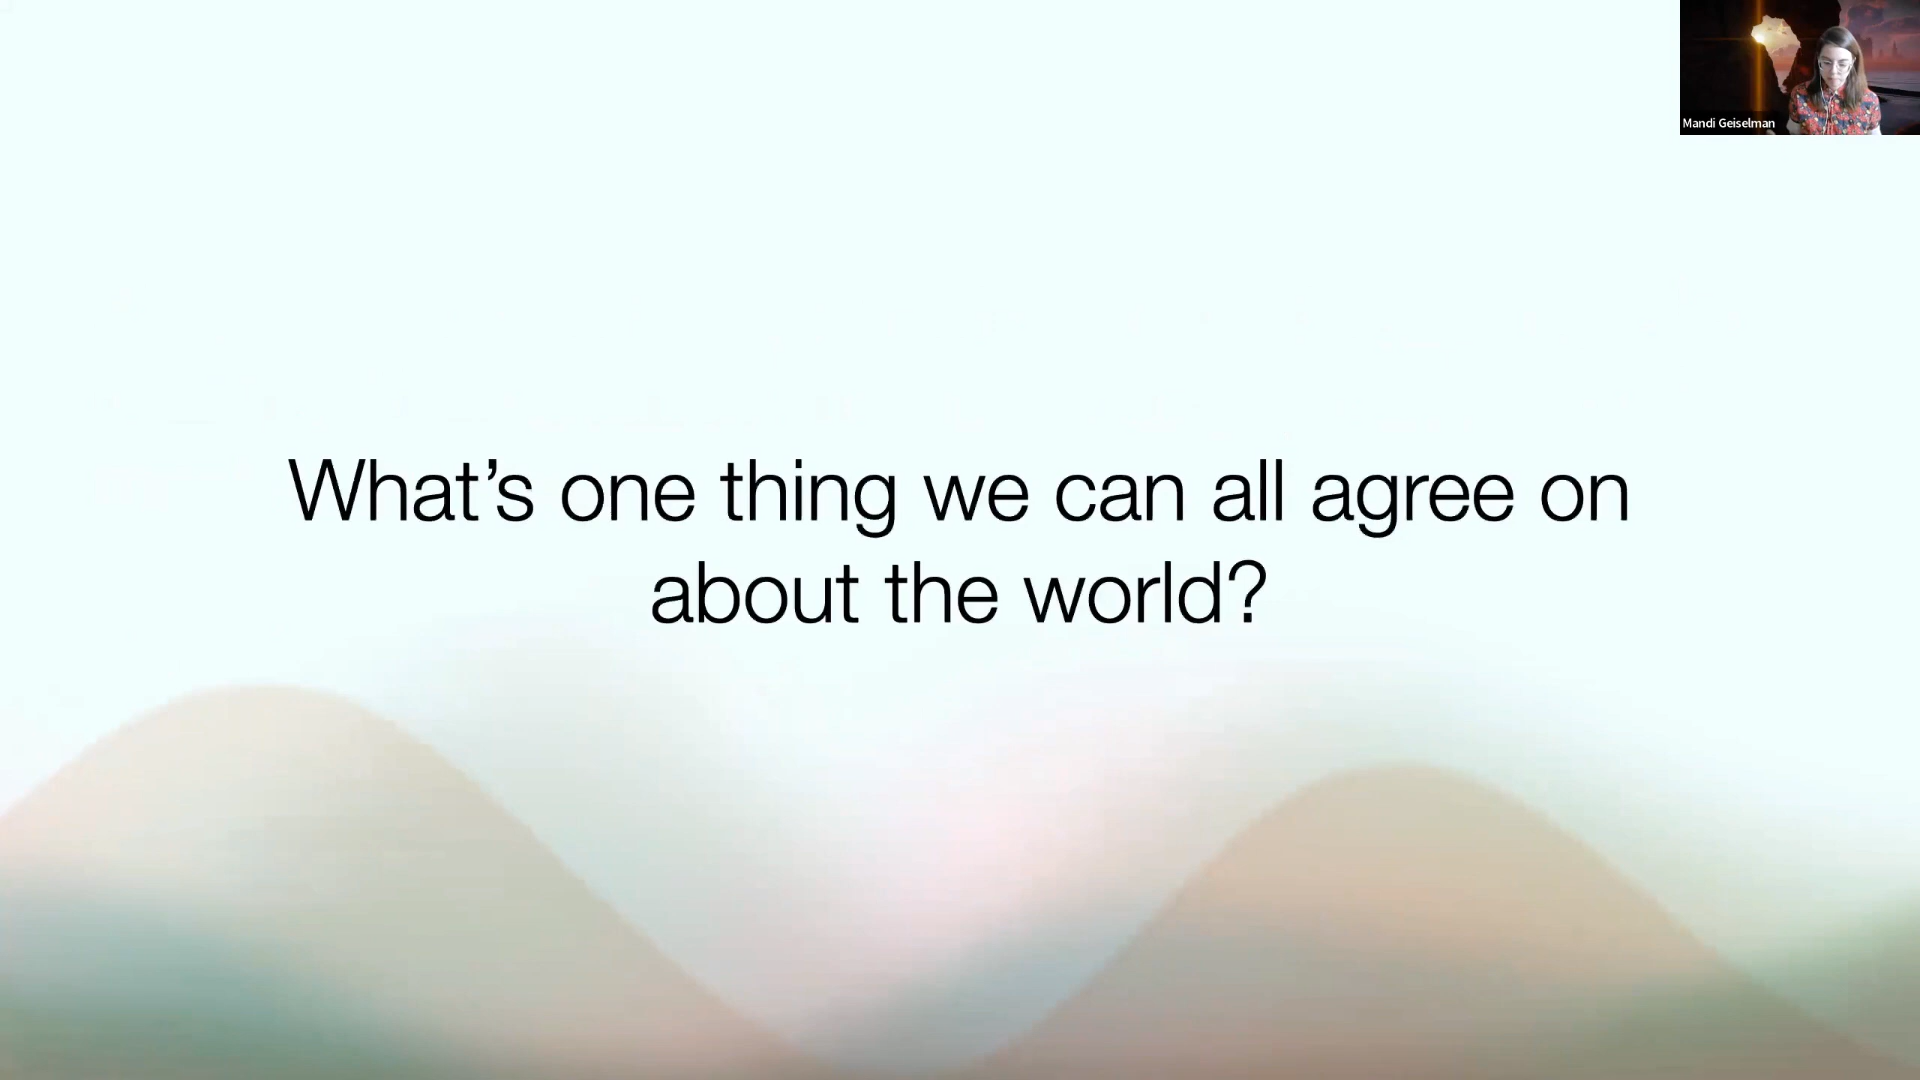 Mandi Geiselman
What’s one thing we can all agree on
about the world?